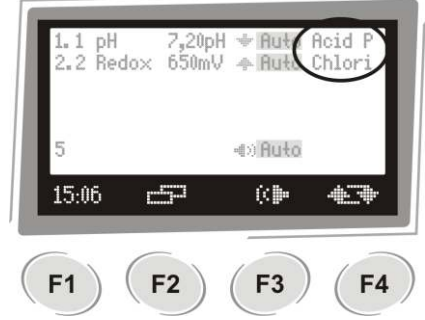 1.1 pH 7,20pH Auto Acid P
2.2 Redox 650mV Auto Chlori
5 Auto
15:06
F1 F2 F3 F4